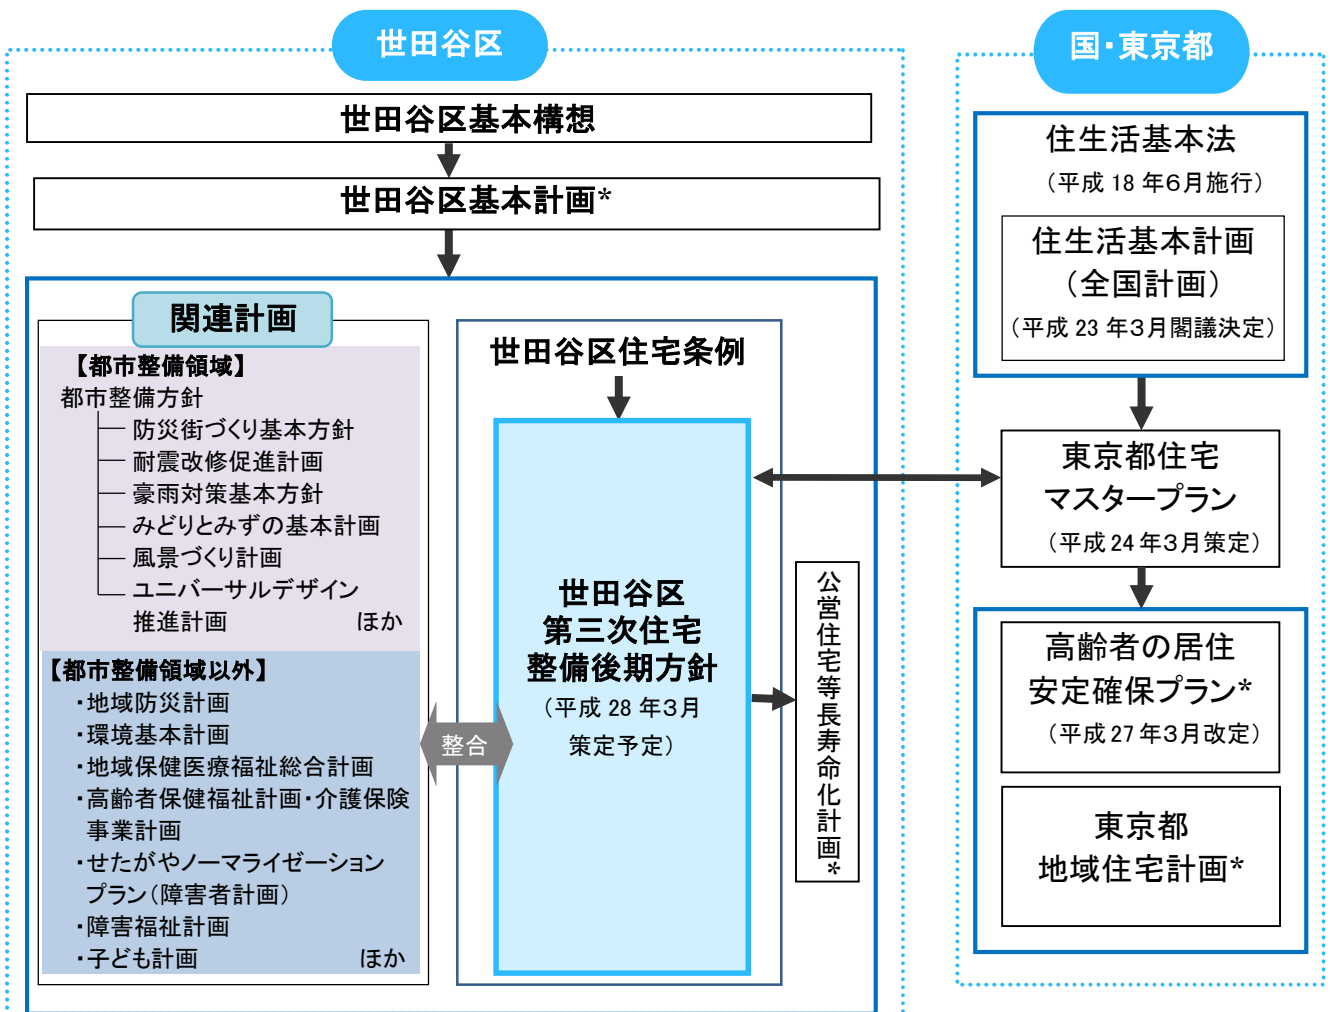 世田谷区
世田谷区基本構想
世田谷区基本計画*
関連計画
【都市整備領域】
都市整備方針
防災街づくり基本方針
耐震改修促進計画
豪雨対策基本方針
みどりとみずの基本計画
風景づくり計画
ユニバーサルデザイン
推進計画 ほか
【都市整備領域以外】
・地域防災計画
・環境基本計画
・地域保健医療福祉総合計画
・高齢者保健福祉計画・介護保険
事業計画
・せたがやノーマライゼーション
プラン（障害者計画）
・障害福祉計画
・子ども計画 ほか
整合
世田谷区住宅条例
世田谷区
第三次住宅
整備後期方針
（平成 28 年３月
策定予定）
公営住宅等長寿命化計画*
国・東京都
住生活基本法
（平成 18 年６月施行）
住生活基本計画
（全国計画）
（平成 23 年３月閣議決定）
東京都住宅
マスタープラン
（平成 24 年３月策定）
高齢者の居住
安定確保プラン*
（平成 27 年３月改定）
東京都
地域住宅計画*